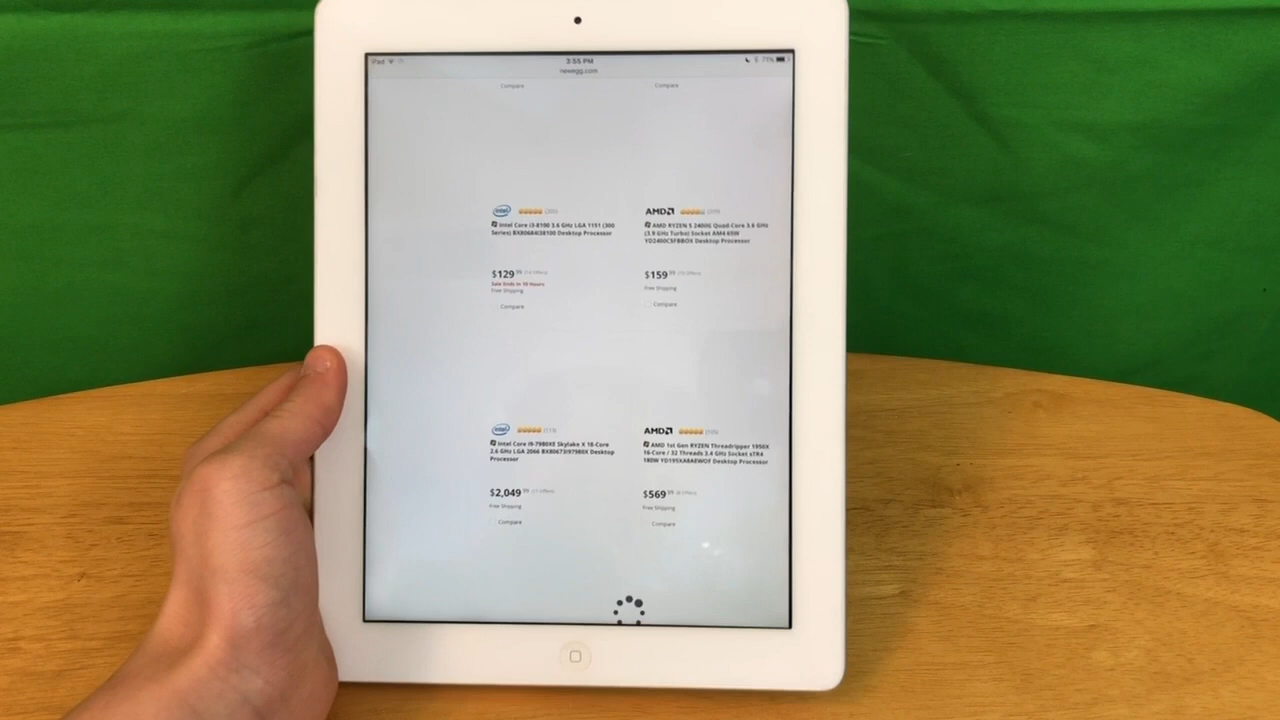 iPad
3:55 PM
71%
newegg.com
Compare
Compare
intel
(200)
Intel Core i3-8100 3.6 GHz LGA 1151 (300
Series) BX80684I38100 Desktop Processor
$129 99
Sale Ends in 10 Hours
Free Shipping
Compare
AMD
AMD RYZEN 5 2400G Quad-Core 3.6 GHz
(3.9 GHz Turbo) Socket AM4 65W
YD2400C5FBBOX Desktop Processor
$159 99
Free Shipping
Compare
intel
Intel Core i9-7980XE Skylake X 18-Core
2.6 GHz LGA 2066 BX80673I97980X Desktop
Processor
$2,049 99
Free Shipping
Compare
AMD
AMD 1st Gen RYZEN Threadripper 1950X
16-Core / 32 Threads 3.4 GHz Socket sTR4
180W YD195XA8AEWOF Desktop Processor
$569 99
Free Shipping
Compare